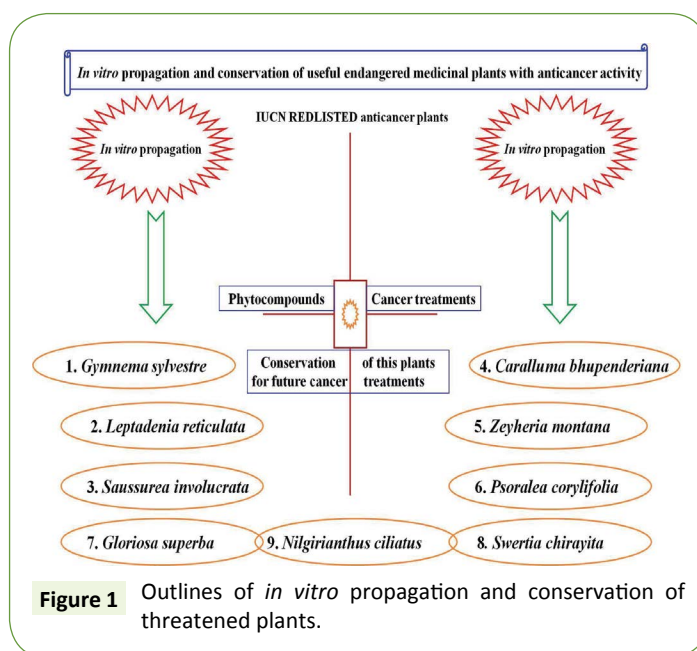 In vitro propagation and conservation of useful endangered medicinal plants with anticancer activity
IUCN REDLISTED anticancer plants
In vitro propagation
In vitro propagation
Phytocompounds
Cancer treatments
Conservation
for future cancer
of this plants
treatments
1. Gymnema sylvestre
2. Leptadenia reticulata
3. Saussurea involucrata
7. Gloriosa superba
9. Nilgirianthus ciliatus
4. Caralluma bhupenderiana
5. Zeyheria montana
6. Psoralea corylifolia
8. Swertia chirayita
Figure 1
Outlines of in vitro propagation and conservation of
threatened plants.